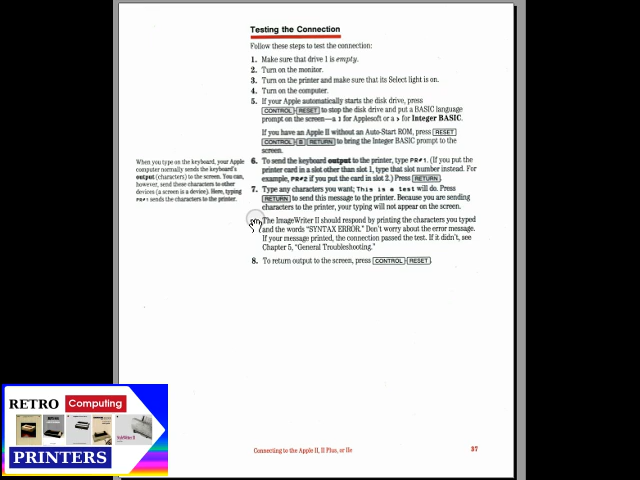 Testing the Connection
Follow these steps to test the connection:
1. Make sure that drive 1 is empty.
2. Turn on the monitor.
3. Turn on the printer and make sure that its Select light is on.
4. Turn on the computer.
5. If your Apple automatically starts the disk drive, press
CONTROL RESET to stop the disk drive and put a BASIC language
prompt on the screen—a ] for Applesoft or a > for Integer BASIC.
If you have an Apple II without an Auto-Start ROM, press RESET
CONTROL B RETURN to bring the Integer BASIC prompt to the
screen.
When you type on the keyboard, your Apple
computer normally sends the keyboard's
output (characters) to the screen. You can,
however, send these characters to other
devices (a screen is a device). Here, typing
PR#1 sends the characters to the printer.
6. To send the keyboard output to the printer, type PR#1. (If you put the
printer card in a slot other than slot 1, type that slot number instead. For
example, PR#2 if you put the card in slot 2.) Press RETURN.
7. Type any characters you want; This is a test will do. Press
RETURN to send this message to the printer. Because you are sending
characters to the printer, your typing will not appear on the screen.
The ImageWriter II should respond by printing the characters you typed
and the words "SYNTAX ERROR." Don't worry about the error message.
If your message printed, the connection passed the test. If it didn't, see
Chapter 5, "General Troubleshooting."
8. To return output to the screen, press CONTROL RESET.
RETRO Computing
PRINTERS
Connecting to the Apple II, II Plus, or IIe
37